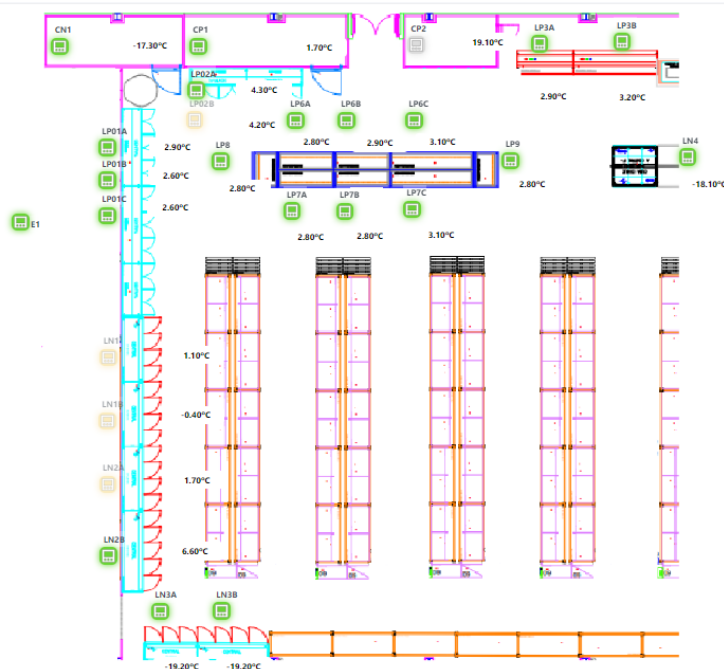 CN1
-17.30°C
CP1
1.70°C
CP2
19.10°C
LP3A
LP3B
2.90°C
3.20°C
LP02A
4.30°C
LP02B
4.20°C
LP6A
LP6B
LP6C
LP01A
2.90°C
LP8
2.80°C
2.90°C
3.10°C
LP9
LN4
LP01B
2.60°C
2.80°C
2.80°C
-18.10°C
LP01C
2.60°C
LP7A
LP7B
LP7C
E1
2.80°C
2.80°C
3.10°C
1.10°C
LN1B
-0.40°C
LN2A
1.70°C
LN2B
6.60°C
LN3A
LN3B
-19.20°C
-19.20°C